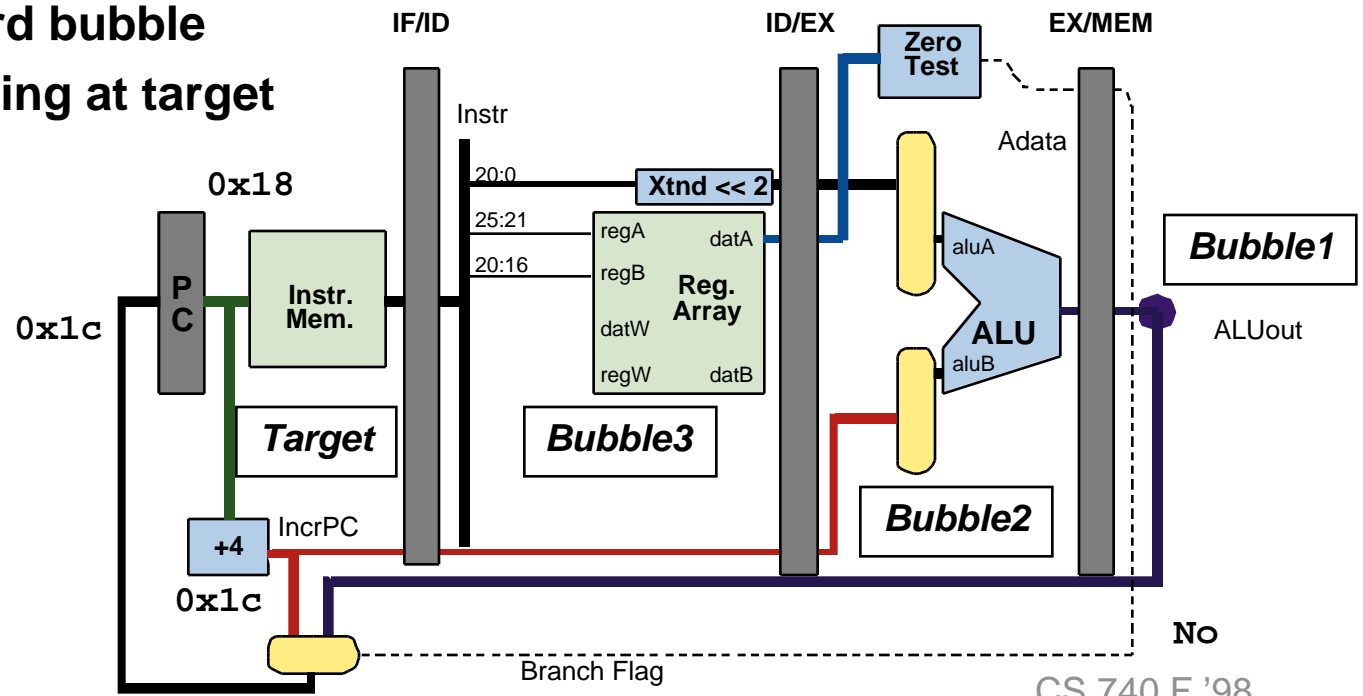 rd bubble
ing at target
IF/ID
ID/EX
EX/MEM
Zero
Test
Instr
Adata
20:0
Xtnd << 2
0x18
25:21
regA
datA
aluA
Bubble1
20:16
regB
P
C
Instr.
Mem.
Reg.
Array
0x1c
datW
ALU
ALUout
regW
datB
aluB
Target
Bubble3
Bubble2
IncrPC
+4
0x1c
No
Branch Flag
CS 740 F '98